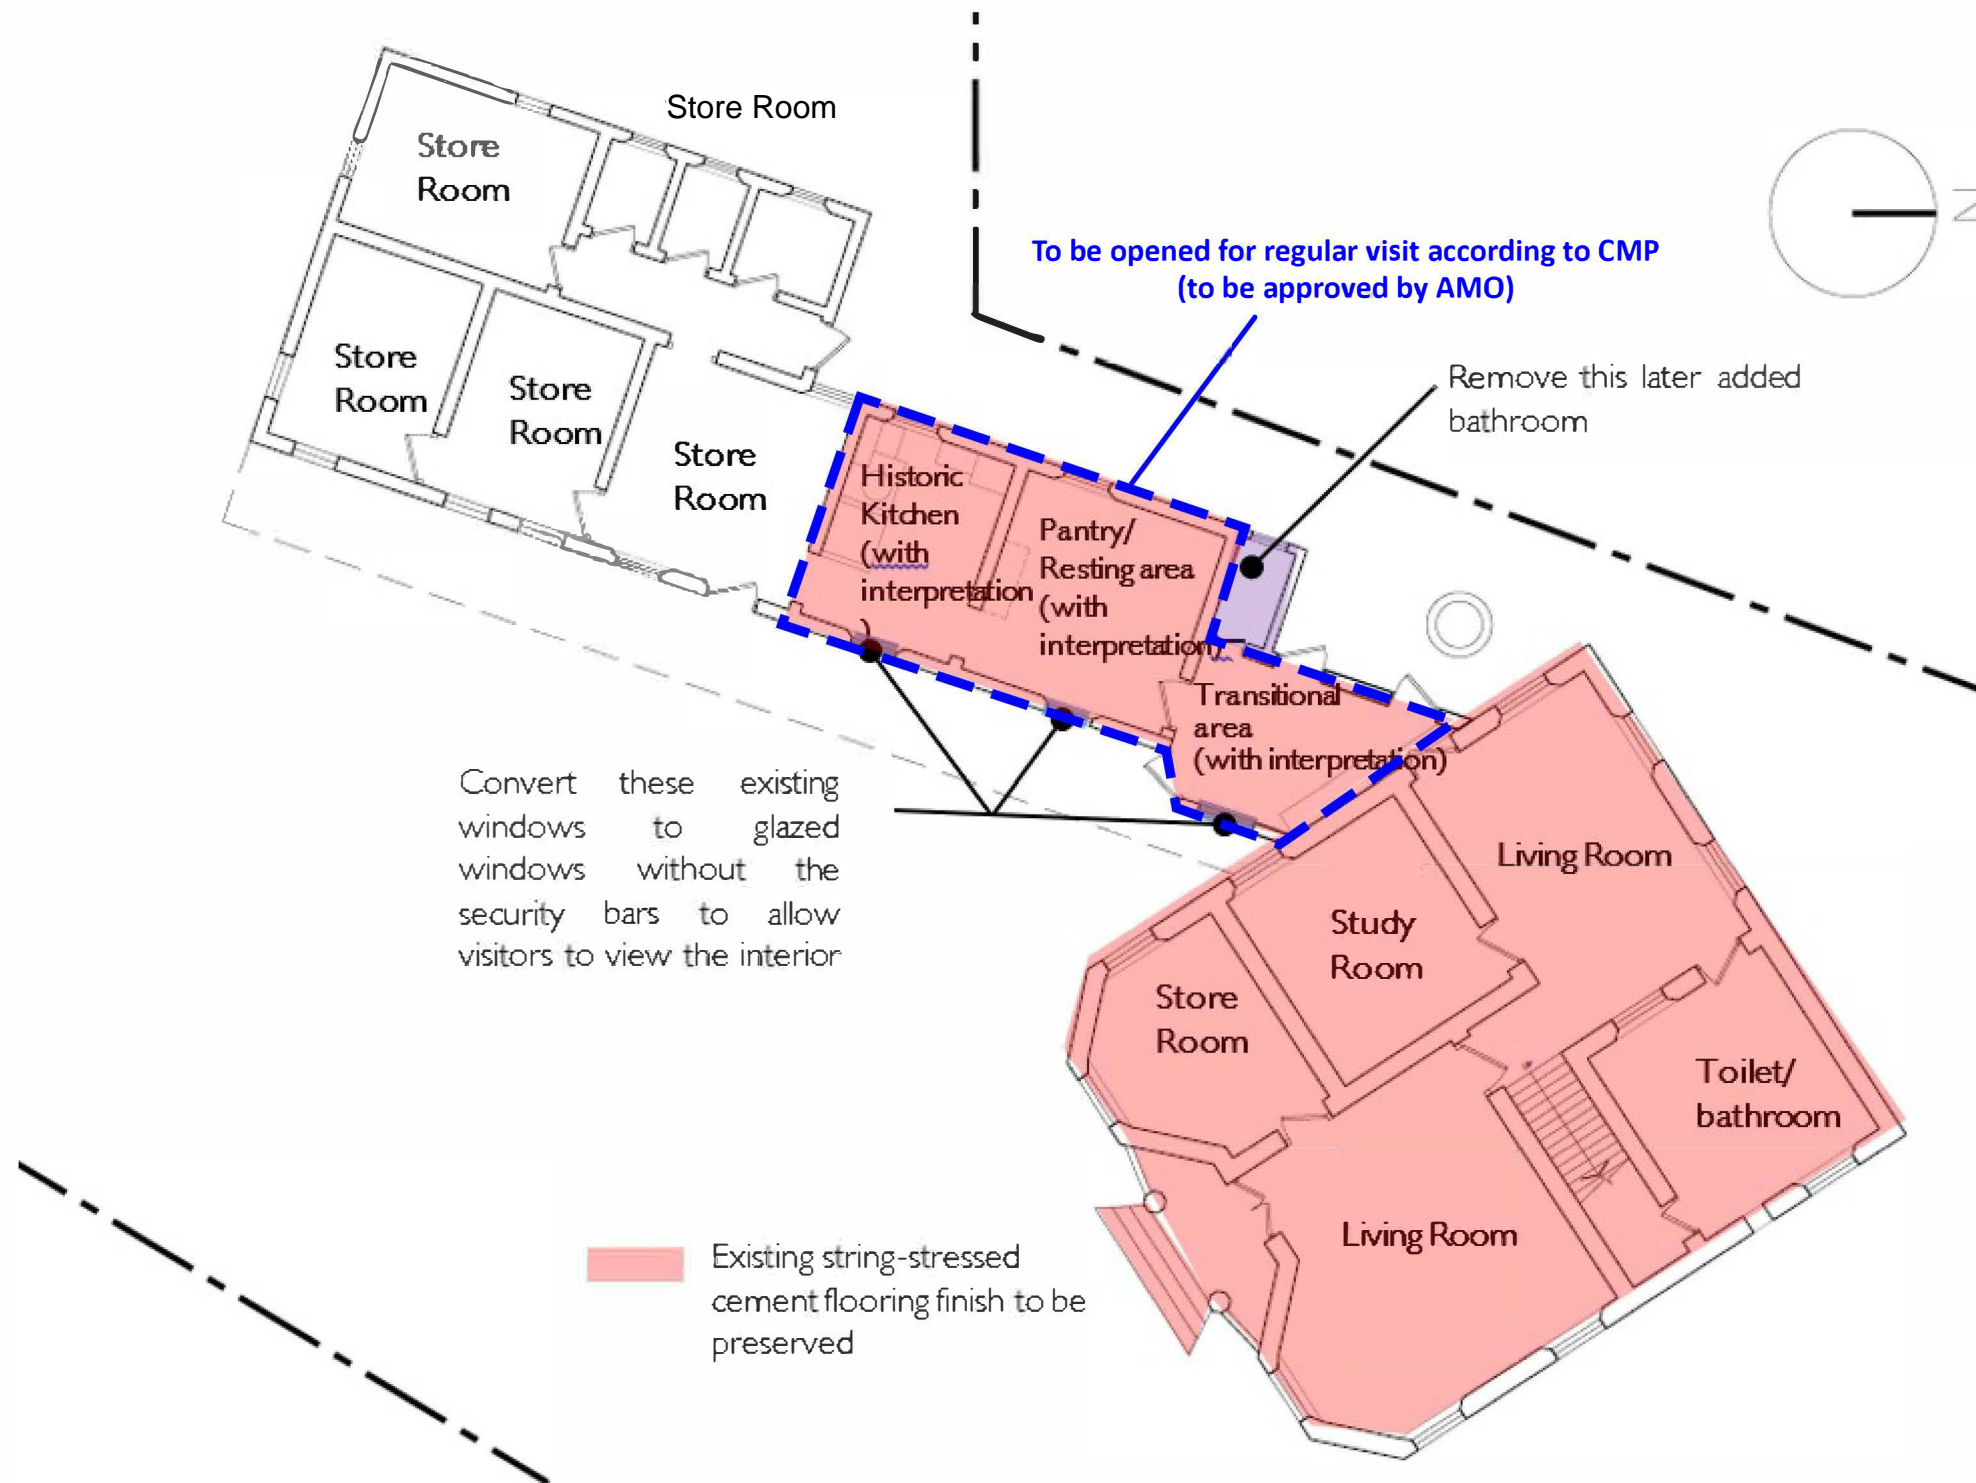 Store Room
Store
Room
N
To be opened for regular visit according to CMP
(to be approved by AMO)
Remove this later added
bathroom
Store
Room
Store
Room
Store
Room
Historic
Kitchen
(with
interpretation
)
Pantry/
Resting area
(with
interpretation)
Transitional
area
(with interpretation)
Convert these existing
windows to glazed
windows without the
security bars to allow
visitors to view the interior
Living Room
Study
Room
Store
Room
Toilet/
bathroom
Living Room
Existing string-stressed
cement flooring finish to be
preserved